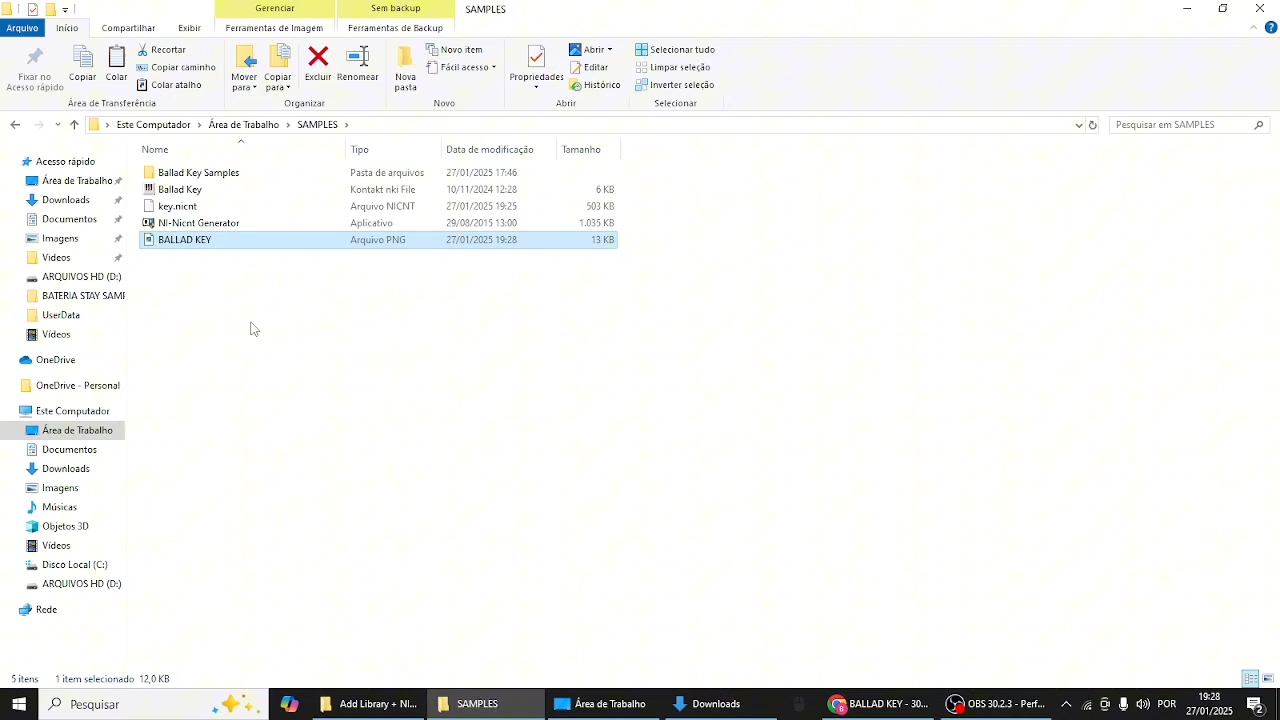 Gerenciar
Sem backup
SAMPLES
Arquivo
Início
Compartilhar
Exibir
Ferramentas de Imagem
Ferramentas de Backup
Fixar no Acesso rápido
Copiar
Colar
Recortar
Copiar caminho
Colar atalho
Mover para
Copiar para
Excluir
Renomear
Nova pasta
Novo item
Fácil acesso
Propriedades
Abrir
Editar
Histórico
Selecionar tudo
Limpar seleção
Inverter seleção
Área de Transferência
Organizar
Novo
Abrir
Selecionar
Este Computador
Área de Trabalho
SAMPLES
Pesquisar em SAMPLES
Nome
Tipo
Data de modificação
Tamanho
Ballad Key Samples Pasta de arquivos 27/01/2025 17:46
Ballad Key Kontakt nki File 10/11/2024 12:28 6 KB
key.nicnt Arquivo NICNT 27/01/2025 19:25 503 KB
NI-Nicnt Generator Aplicativo 29/08/2015 13:00 1.035 KB
BALLAD KEY Arquivo PNG 27/01/2025 19:28 13 KB
Acesso rápido
Área de Trabalho
Downloads
Documentos
Imagens
Videos
ARQUIVOS HD (D:)
BATERIA STAY SAMF
UserData
Vídeos
OneDrive
OneDrive - Personal
Este Computador
Área de Trabalho
Documentos
Downloads
Imagens
Músicas
Objetos 3D
Vídeos
Disco Local (C:)
ARQUIVOS HD (D:)
Rede
5 itens
1 item selecionado 12,0 KB
Pesquisar
Add Library + NI...
SAMPLES
Área de Trabalho
Downloads
BALLAD KEY - 30...
OBS 30.2.3 - Perf...
POR
19:28
27/01/2025
2